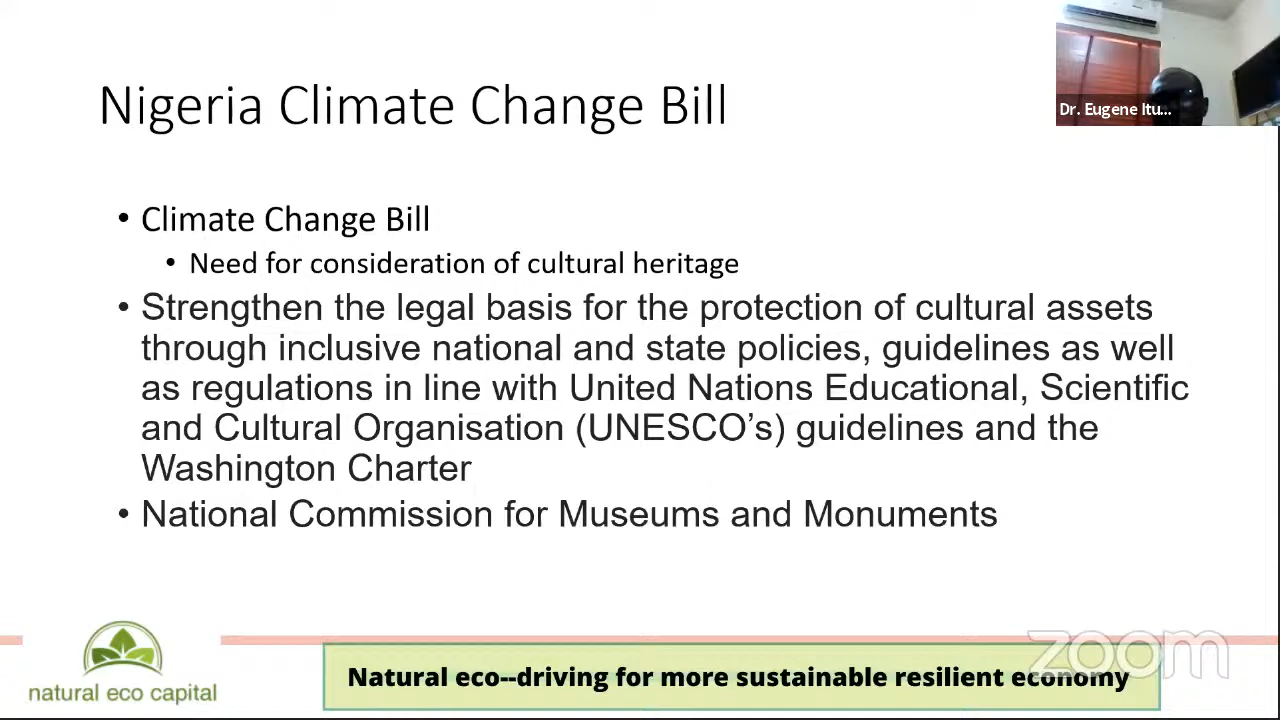 Nigeria Climate Change Bill
Dr. Eugene Itu...
• Climate Change Bill
• Need for consideration of cultural heritage
• Strengthen the legal basis for the protection of cultural assets
through inclusive national and state policies, guidelines as well
as regulations in line with United Nations Educational, Scientific
and Cultural Organisation (UNESCO’s) guidelines and the
Washington Charter
• National Commission for Museums and Monuments
natural eco capital
Natural eco--driving for more sustainable resilient economy
zoom